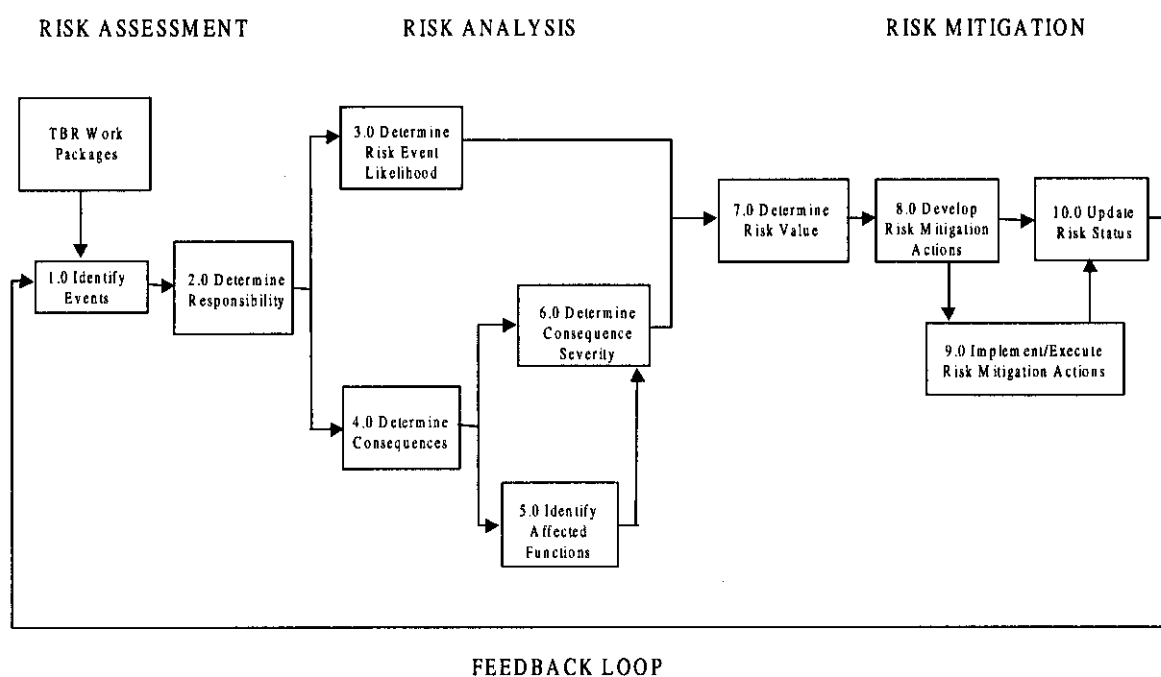 RISK ASSESSMENT
RISK ANALYSIS
RISK MITIGATION
TBR Work
Packages
1.0 Identify
Events
2.0 Determine
Responsibility
3.0 Determine
Risk Event
Likelihood
4.0 Determine
Consequences
5.0 Identify
Affected
Functions
6.0 Determine
Consequence
Severity
7.0 Determine
Risk Value
8.0 Develop
Risk Mitigation
Actions
9.0 Implement/Execute
Risk Mitigation Actions
10.0 Update
Risk Status
FEEDBACK LOOP